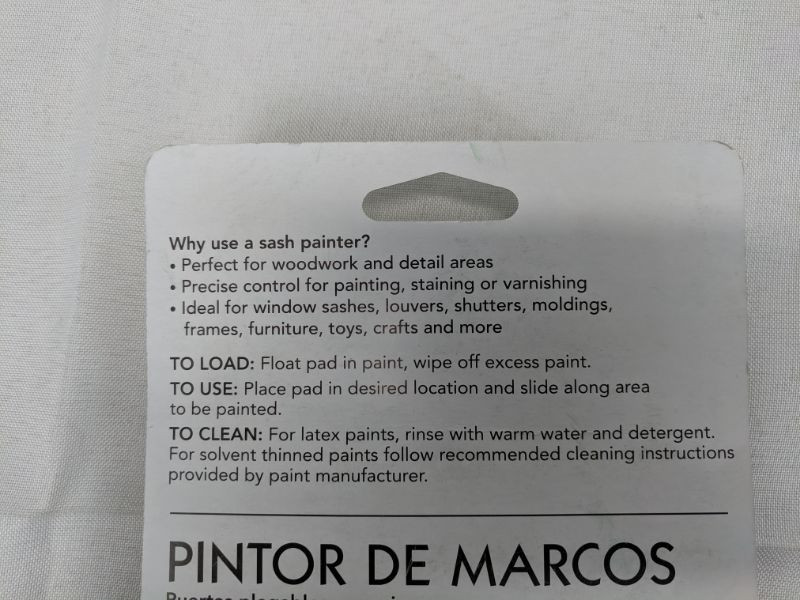 Why use a sash painter?
• Perfect for woodwork and detail areas
• Precise control for painting, staining or varnishing
• Ideal for window sashes, louvers, shutters, moldings,
frames, furniture, toys, crafts and more
TO LOAD: Float pad in paint, wipe off excess paint.
TO USE: Place pad in desired location and slide along area
to be painted.
TO CLEAN: For latex paints, rinse with warm water and detergent.
For solvent thinned paints follow recommended cleaning instructions
provided by paint manufacturer.
PINTOR DE MARCOS